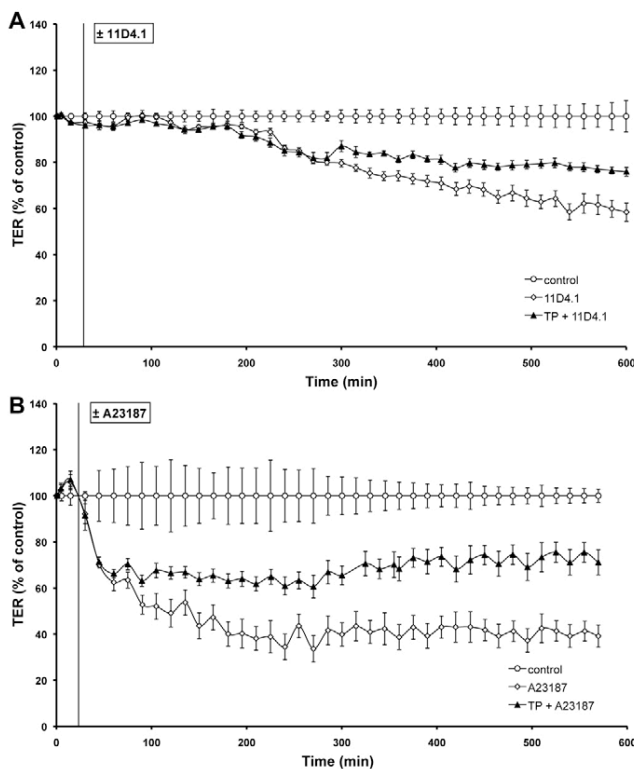 A
± 11D4.1
140
120
100
80
60
40
20
0
TER (% of control)
control
11D4.1
TP + 11D4.1
0 100 200 300 400 500 600
Time (min)
B
± A23187
140
120
100
80
60
40
20
0
TER (% of control)
control
A23187
TP + A23187
0 100 200 300 400 500 600
Time (min)